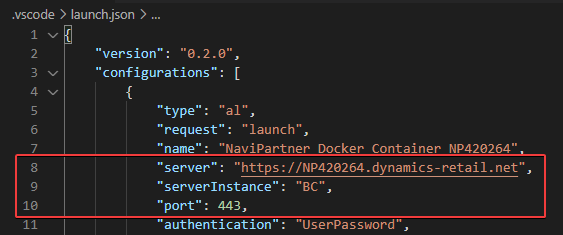 .vscode > launch.json > ...
1 {
2 "version": "0.2.0",
3 "configurations": [
4 {
5 "type": "al",
6 "request": "launch",
7 "name": "NaviPartner Docker Container NP420264",
8 "server": "https://NP420264.dynamics-retail.net",
9 "serverInstance": "BC",
10 "port": 443,
11 "authentication": "UserPassword",